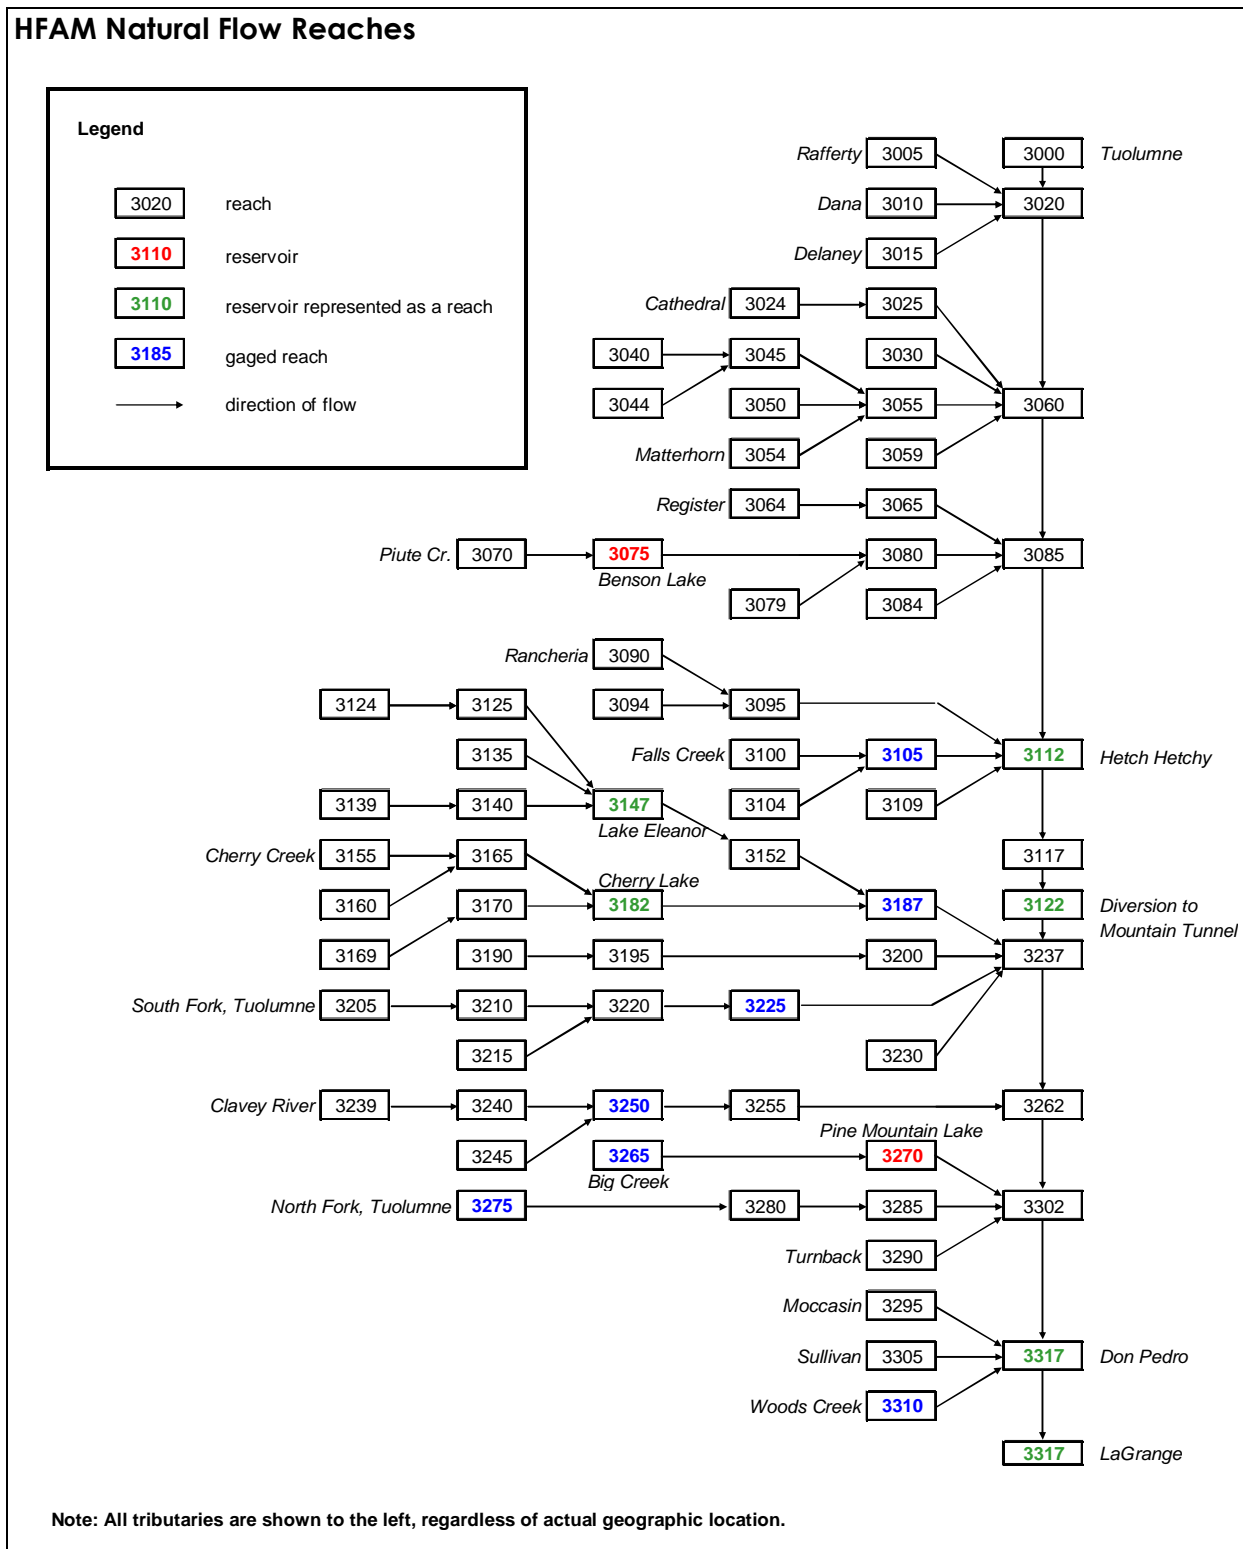 HFAM Natural Flow Reaches
Legend
3020 reach
3110 reservoir
3110 reservoir represented as a reach
3185 gaged reach
direction of flow
Rafferty 3005 3000 Tuolumne
Dana 3010 3020
Delaney 3015
Cathedral 3024 3025
3040 3045 3030
3044 3050 3055 3060
Matterhorn 3054 3059
Register 3064 3065
Piute Cr. 3070 3075 3080 3085
Benson Lake
3079 3084
Rancheria 3090
3124 3125 3094 3095
3135 Falls Creek 3100 3105 3112 Hetch Hetchy
3139 3140 3147 3104 3109
Lake Eleanor
Cherry Creek 3155 3165 3152 3117
Cherry Lake
3160 3170 3182 3187 3122 Diversion to
Mountain Tunnel
3169 3190 3195 3200 3237
South Fork, Tuolumne 3205 3210 3220 3225
3215 3230
Clavey River 3239 3240 3250 3255 3262
Pine Mountain Lake
3245 3265 3270
Big Creek
North Fork, Tuolumne 3275 3280 3285 3302
Turnback 3290
Moccasin 3295
Sullivan 3305 3317 Don Pedro
Woods Creek 3310
3317 LaGrange
Note: All tributaries are shown to the left, regardless of actual geographic location.